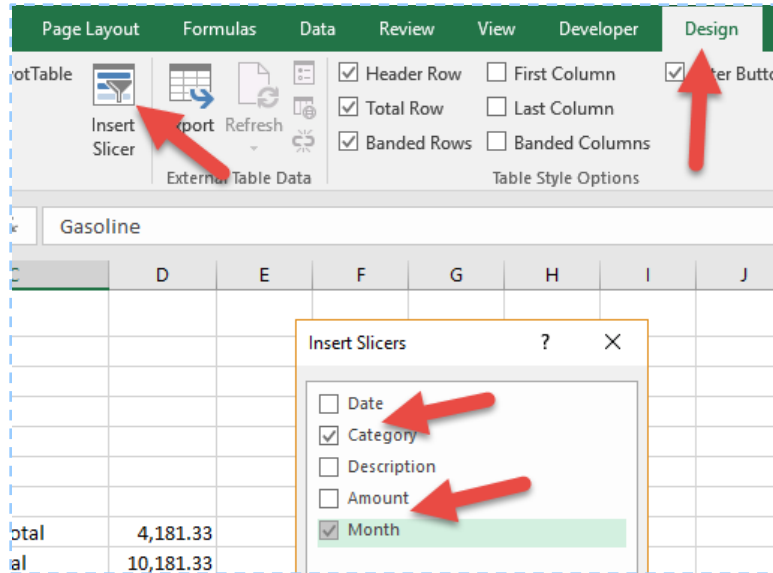 Page Layout Formulas Data Review View Developer Design
Header Row First Column
Total Row Last Column
Insert Refresh
Slicer Banded Rows Banded Columns
Table Data Table Style Options
Gasoline
C D E F G H I J
Insert Slicers ? X
Date
Category
Description
Amount
Month
4,181.33
10,181.33